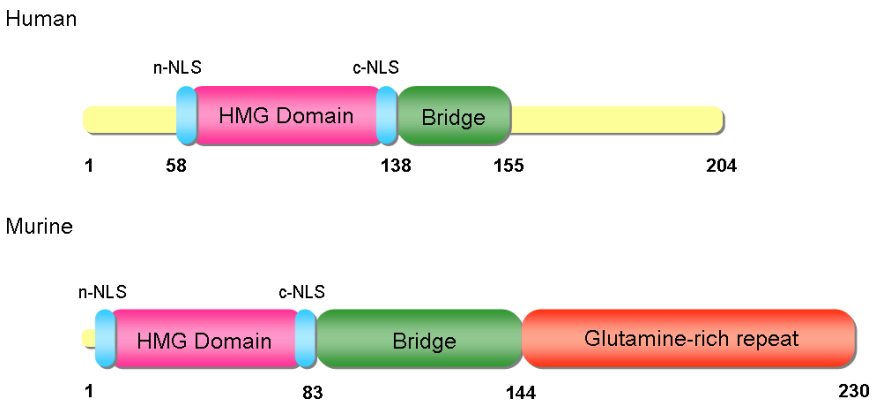 Human
n-NLS c-NLS
HMG Domain Bridge
1 58 138 155 204
Murine
n-NLS c-NLS
HMG Domain Bridge Glutamine-rich repeat
1 83 144 230